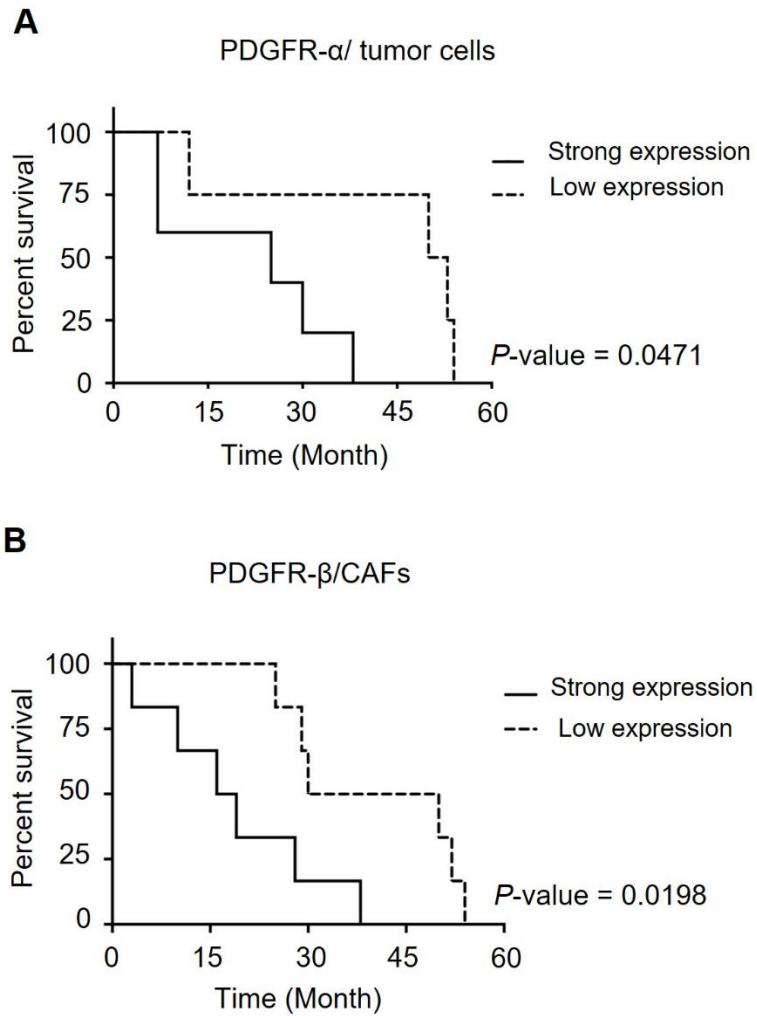 A
PDGFR-α/ tumor cells
100
75
50
25
0
Percent survival
0 15 30 45 60
Time (Month)
Strong expression
Low expression
P-value = 0.0471
B
PDGFR-β/CAFs
100
75
50
25
0
Percent survival
0 15 30 45 60
Time (Month)
Strong expression
Low expression
P-value = 0.0198